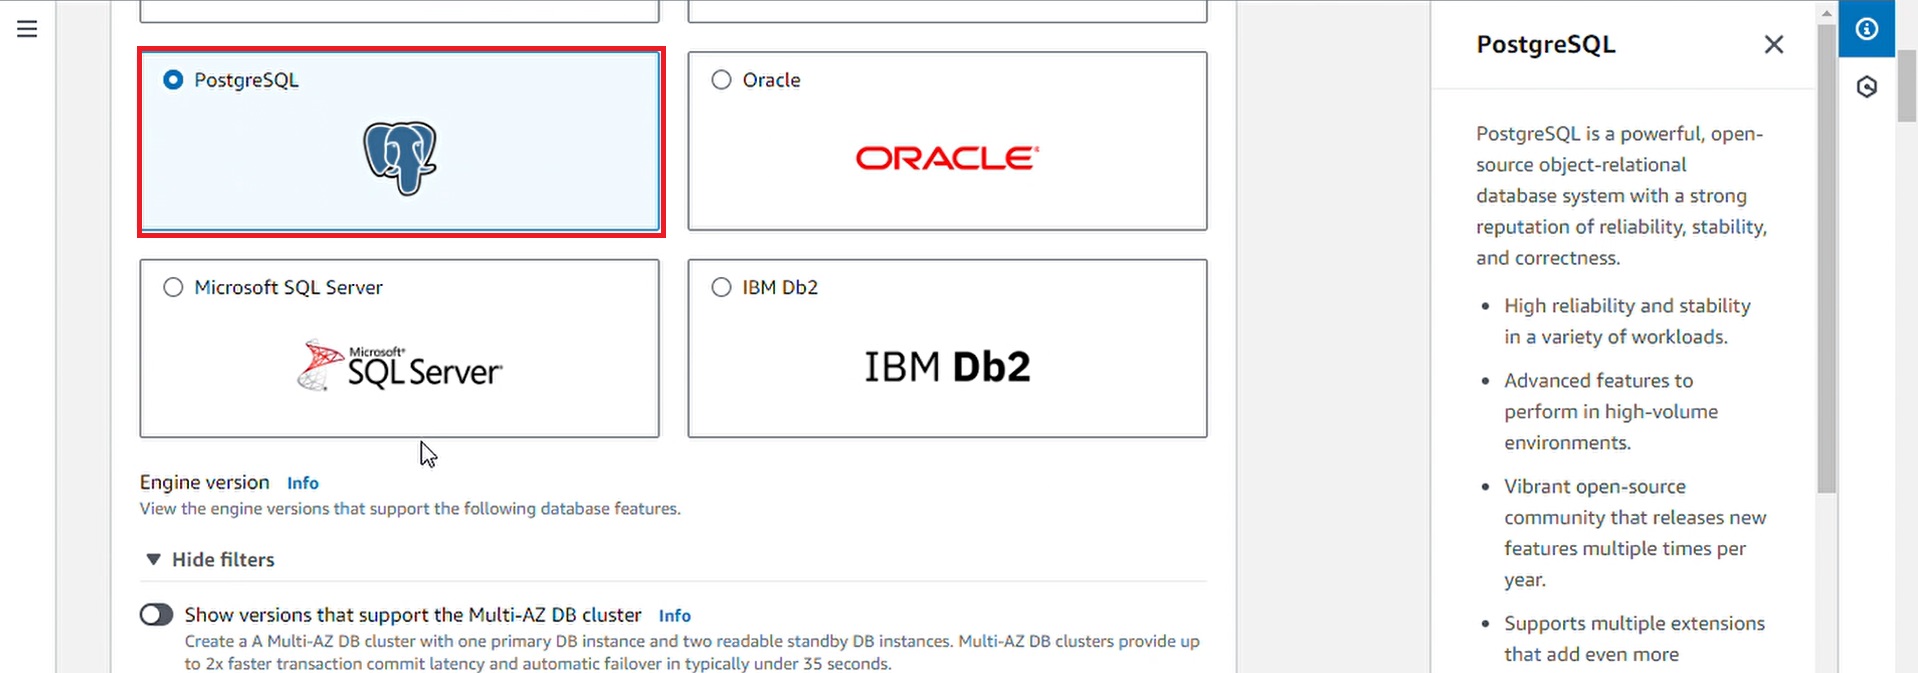 PostgreSQL
Oracle
ORACLE
Microsoft SQL Server
IBM Db2
Microsoft
SQL Server
IBM Db2
Engine version Info
View the engine versions that support the following database features.
Hide filters
Show versions that support the Multi-AZ DB cluster Info
Create a A Multi-AZ DB cluster with one primary DB instance and two readable standby DB instances. Multi-AZ DB clusters provide up
to 2x faster transaction commit latency and automatic failover in typically under 35 seconds.
PostgreSQL
PostgreSQL is a powerful, open-
source object-relational
database system with a strong
reputation of reliability, stability,
and correctness.
High reliability and stability
in a variety of workloads.
Advanced features to
perform in high-volume
environments.
Vibrant open-source
community that releases new
features multiple times per
year.
Supports multiple extensions
that add even more